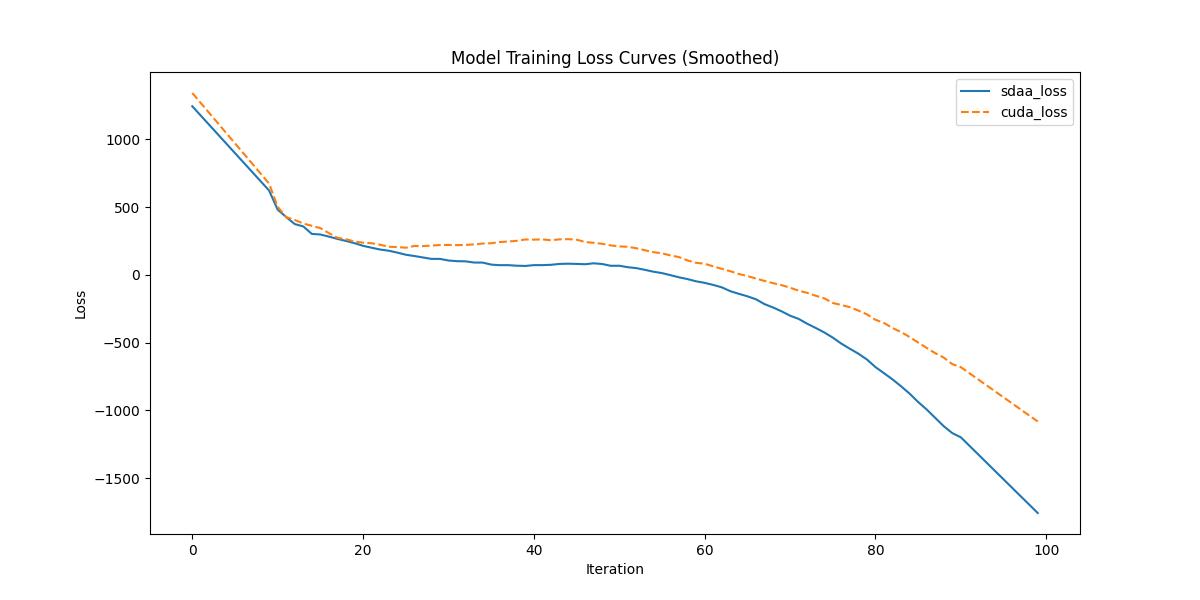 Model Training Loss Curves (Smoothed)
sdaa_loss
cuda_loss
Loss
1000
500
0
−500
−1000
−1500
0 20 40 60 80 100
Iteration